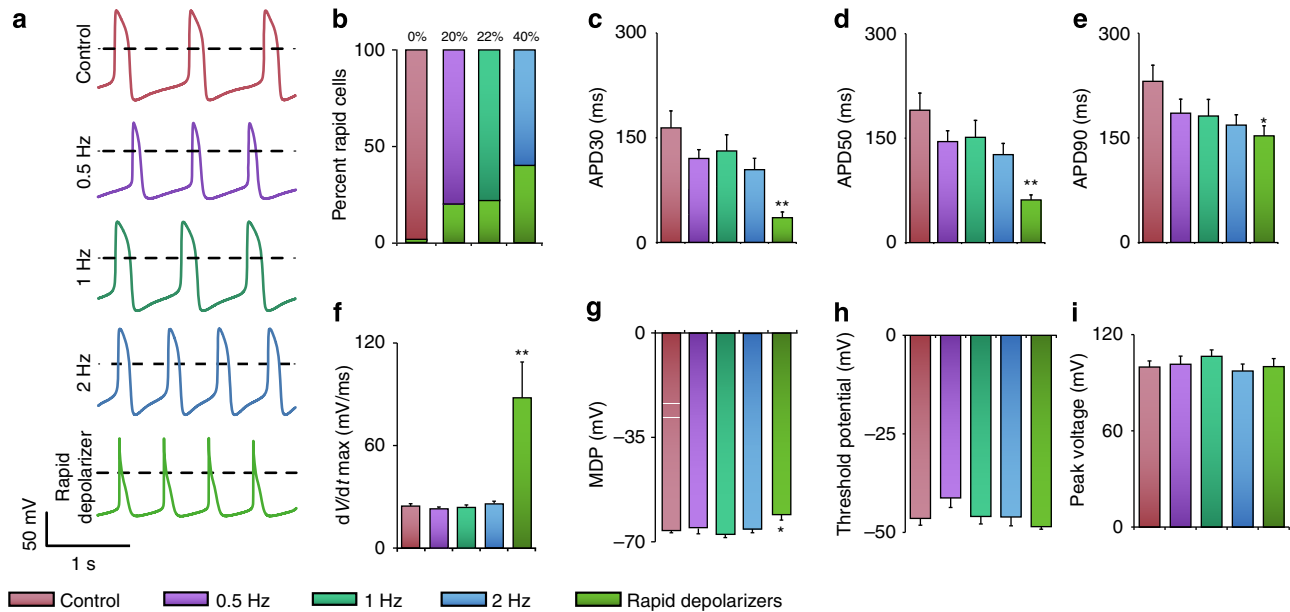 a
Control
0.5 Hz
1 Hz
2 Hz
Rapid
depolarizer
50 mV
1 s
b
0% 20% 22% 40%
Percent rapid cells
100
50
0
c
APD30 (ms)
300
150
0
**
d
APD50 (ms)
300
150
0
**
e
APD90 (ms)
300
150
0
*
f
dV/dt max (mV/ms)
120
60
0
**
g
MDP (mV)
0
–35
–70
*
h
Threshold potential (mV)
0
–25
–50
i
Peak voltage (mV)
120
60
0
Control 0.5 Hz 1 Hz 2 Hz Rapid depolarizers